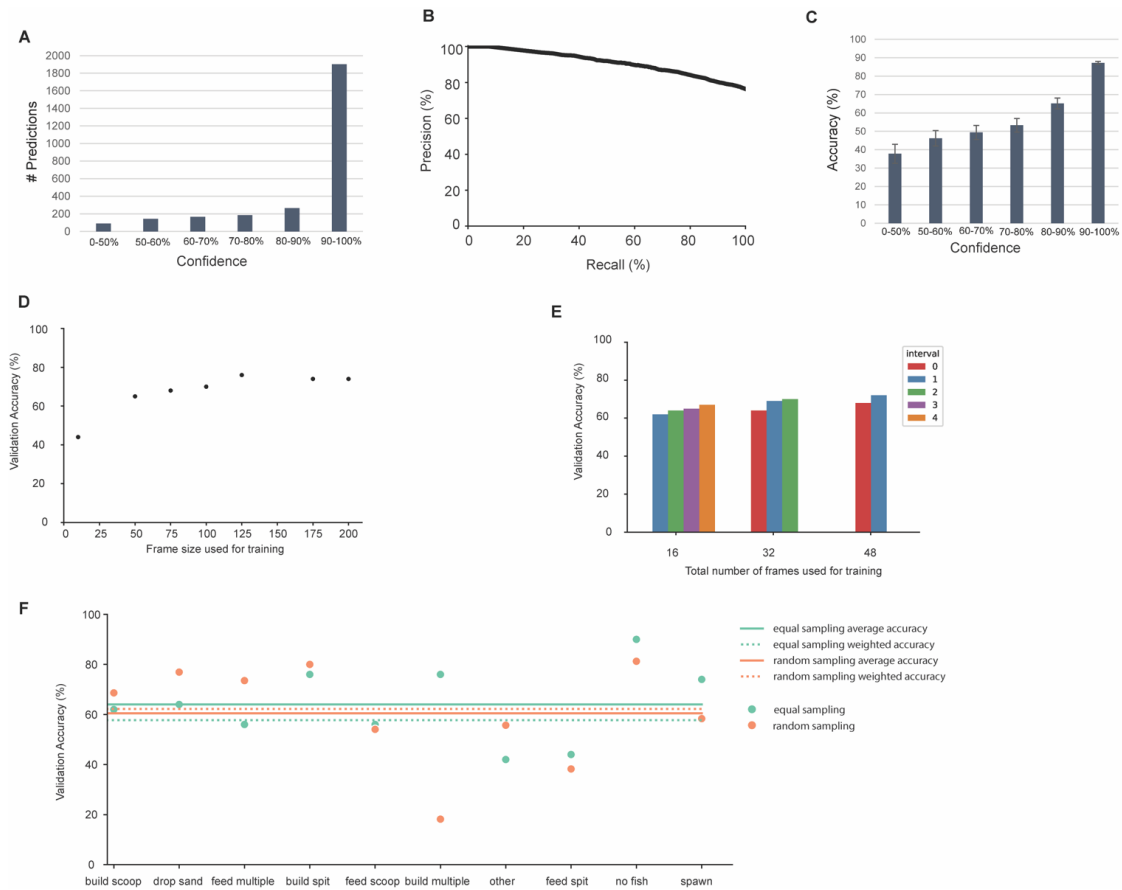 A
2000
1800
1600
1400
1200
1000
800
600
400
200
0
# Predictions
0-50% 50-60% 60-70% 70-80% 80-90% 90-100%
Confidence
B
100
80
60
40
20
0
Precision (%)
0 20 40 60 80 100
Recall (%)
C
100
90
80
70
60
50
40
30
20
10
0
Accuracy (%)
0-50% 50-60% 60-70% 70-80% 80-90% 90-100%
Confidence
D
100
80
60
40
20
0
Validation Accuracy (%)
0 25 50 75 100 125 150 175 200
Frame size used for training
E
100
80
60
40
20
0
Validation Accuracy (%)
16 32 48
Total number of frames used for training
interval
0
1
2
3
4
F
100
80
60
40
20
0
Validation Accuracy (%)
build scoop drop sand feed multiple build spit feed scoop build multiple other feed spit no fish spawn
equal sampling average accuracy
equal sampling weighted accuracy
random sampling average accuracy
random sampling weighted accuracy
equal sampling
random sampling